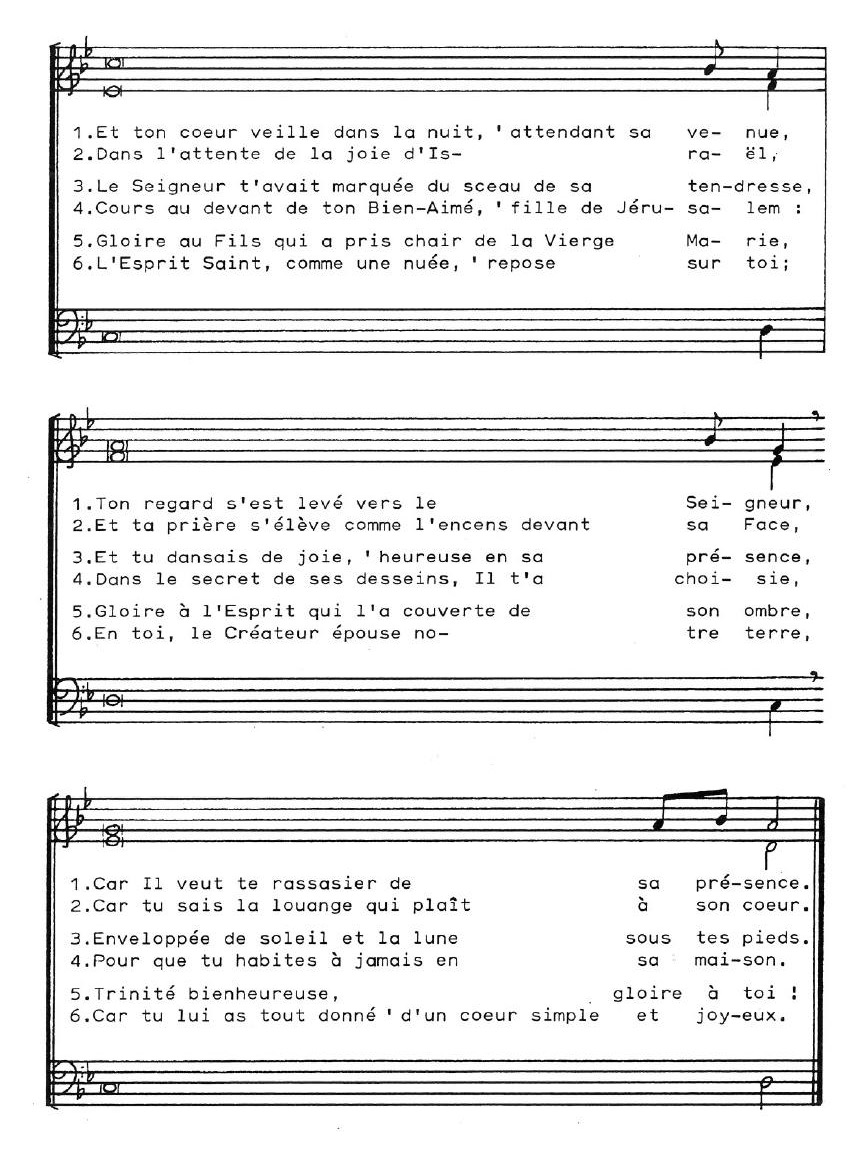 1.Et ton coeur veille dans la nuit, 'attendant sa ve- nue,
2.Dans l'attente de la joie d'Is- ra- ël,
3.Le Seigneur t'avait marquée du sceau de sa ten-dresse,
4.Cours au devant de ton Bien-Aimé, 'fille de Jéru- sa- lem :
5.Gloire au Fils qui a pris chair de la Vierge Ma- rie,
6.L'Esprit Saint, comme une nuée, 'repose sur toi;
1.Ton regard s'est levé vers le Sei- gneur,
2.Et ta prière s'élève comme l'encens devant sa Face,
3.Et tu dansais de joie, 'heureuse en sa pré- sence,
4.Dans le secret de ses desseins, Il t'a choi- sie,
5.Gloire à l'Esprit qui l'a couverte de son ombre,
6.En toi, le Créateur épouse no- tre terre,
1.Car Il veut te rassasier de sa pré-sence.
2.Car tu sais la louange qui plaît à son coeur.
3.Enveloppée de soleil et la lune sous tes pieds.
4.Pour que tu habites à jamais en sa mai-son.
5.Trinité bienheureuse, gloire à toi !
6.Car tu lui as tout donné 'd'un coeur simple et joy-eux.